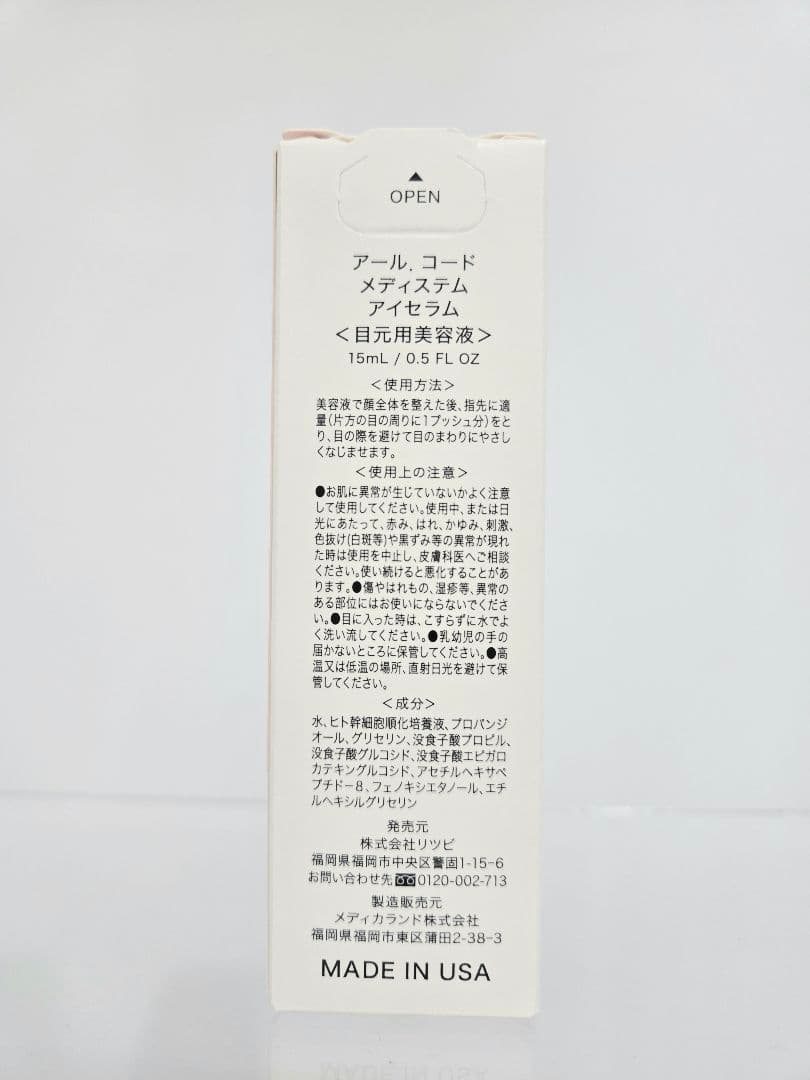 ▲
OPEN
アール．コード
メディステム
アイセラム
＜目元用美容液＞
15mL / 0.5 FL OZ
＜使用方法＞
美容液で顔全体を整えた後、指先に適
量（片方の目の周りに1プッシュ分）をと
り、目の際を避けて目のまわりにやさし
くなじませます。
＜使用上の注意＞
●お肌に異常が生じていないかよく注意
して使用してください。使用中、または日
光にあたって、赤み、はれ、かゆみ、刺激、
色抜け（白斑等）や黒ずみ等の異常が現れ
た時は使用を中止し、皮膚科医へご相談
ください。使い続けると悪化することがあ
ります。●傷やはれもの、湿疹等、異常の
ある部位にはお使いにならないでくださ
い。●目に入った時は、こすらずに水でよ
く洗い流してください。●乳幼児の手の
届かないところに保管してください。●高
温又は低温の場所、直射日光を避けて保
管してください。
＜成分＞
水、ヒト幹細胞順化培養液、プロパンジ
オール、グリセリン、没食子酸プロピル、
没食子酸グルコシド、没食子酸エピガロ
カテキングルコシド、アセチルヘキサペ
プチド－8、フェノキシエタノール、エチ
ルヘキシルグリセリン
発売元
株式会社リツビ
福岡県福岡市中央区警固1-15-6
お問い合わせ先 0120-002-713
製造販売元
メディカランド株式会社
福岡県福岡市東区蒲田2-38-3
MADE IN USA
MADE IN USA